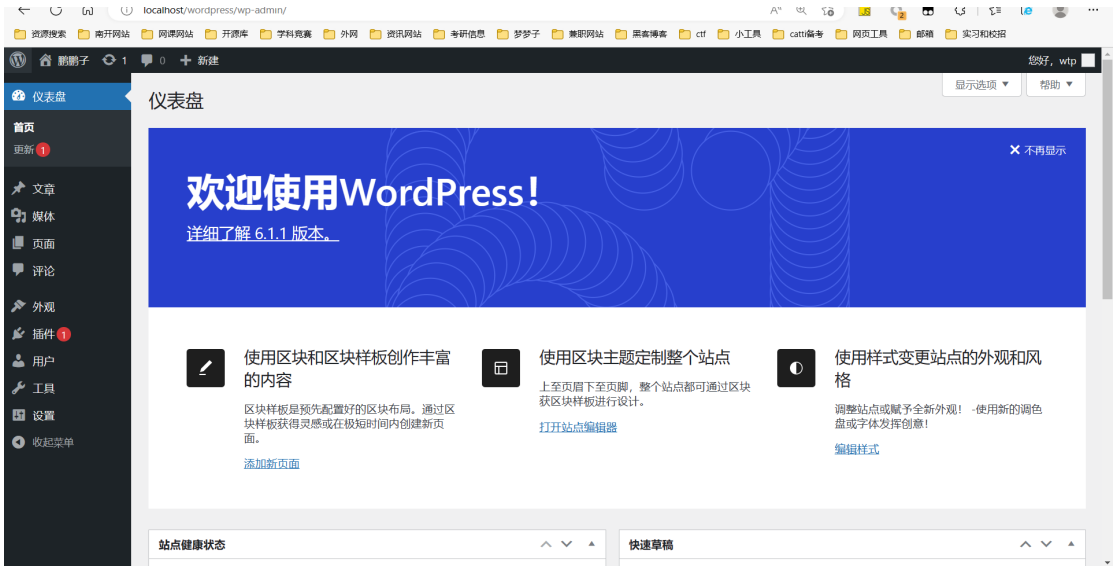 localhost/wordpress/wp-admin/
资源搜索 南开网站 网课网站 开源库 学科竞赛 外网 资讯网站 考研信息 梦梦子 兼职网站 黑客博客 ctf 小工具 catti备考 网页工具 邮箱 实习和校招
鹏鹏子 1 0 新建 您好，wtp
仪表盘
首页
更新 1
文章
媒体
页面
评论
外观
插件 1
用户
工具
设置
收起菜单
显示选项 帮助
仪表盘
不再显示
欢迎使用WordPress！
详细了解 6.1.1 版本。
使用区块和区块样板创作丰富
的内容
区块样板是预先配置好的区块布局。通过区
块样板获得灵感或在极短时间内创建新页
面。
添加新页面
使用区块主题定制整个站点
上至页眉下至页脚，整个站点都可通过区块
获区块样板进行设计。
打开站点编辑器
使用样式变更站点的外观和风
格
调整站点或赋予全新外观！ -使用新的调色
盘或字体发挥创意！
编辑样式
站点健康状态
快速草稿